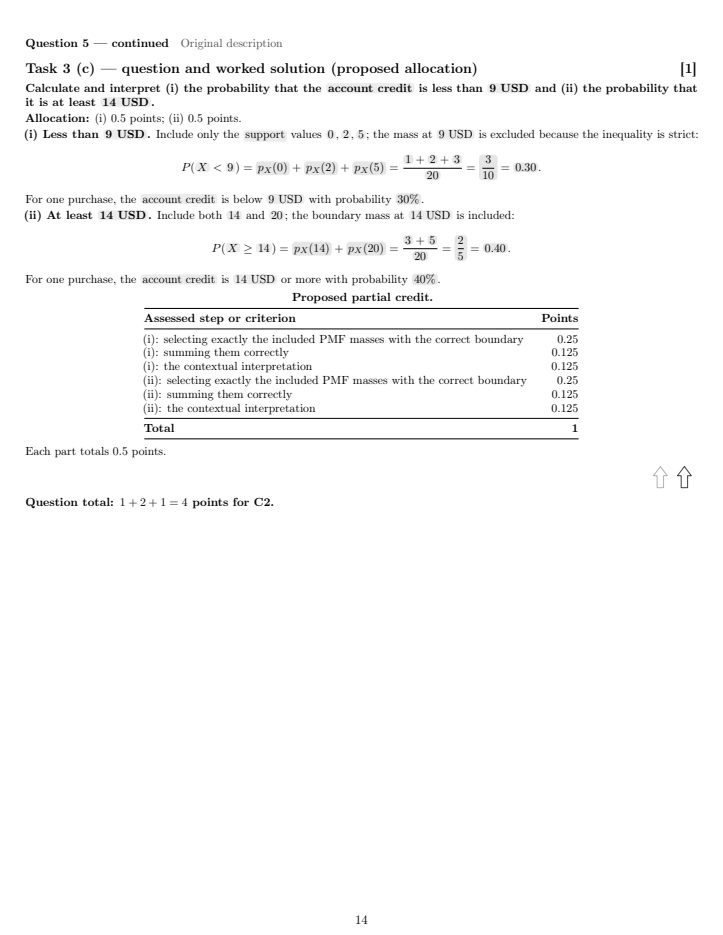 Question 5 — continued Original description
Task 3 (c) — question and worked solution (proposed allocation) [1]
Calculate and interpret (i) the probability that the account credit is less than 9 USD and (ii) the probability that
it is at least 14 USD.
Allocation: (i) 0.5 points; (ii) 0.5 points.
(i) Less than 9 USD. Include only the support values 0, 2, 5; the mass at 9 USD is excluded because the inequality is strict:
P(X < 9) = p_X(0) + p_X(2) + p_X(5) = (1 + 2 + 3)/20 = 3/10 = 0.30.
For one purchase, the account credit is below 9 USD with probability 30%.
(ii) At least 14 USD. Include both 14 and 20; the boundary mass at 14 USD is included:
P(X ≥ 14) = p_X(14) + p_X(20) = (3 + 5)/20 = 2/5 = 0.40.
For one purchase, the account credit is 14 USD or more with probability 40%.
Proposed partial credit.
Assessed step or criterion Points
(i): selecting exactly the included PMF masses with the correct boundary 0.25
(i): summing them correctly 0.125
(i): the contextual interpretation 0.125
(ii): selecting exactly the included PMF masses with the correct boundary 0.25
(ii): summing them correctly 0.125
(ii): the contextual interpretation 0.125
Total 1
Each part totals 0.5 points.
Question total: 1 + 2 + 1 = 4 points for C2.
14